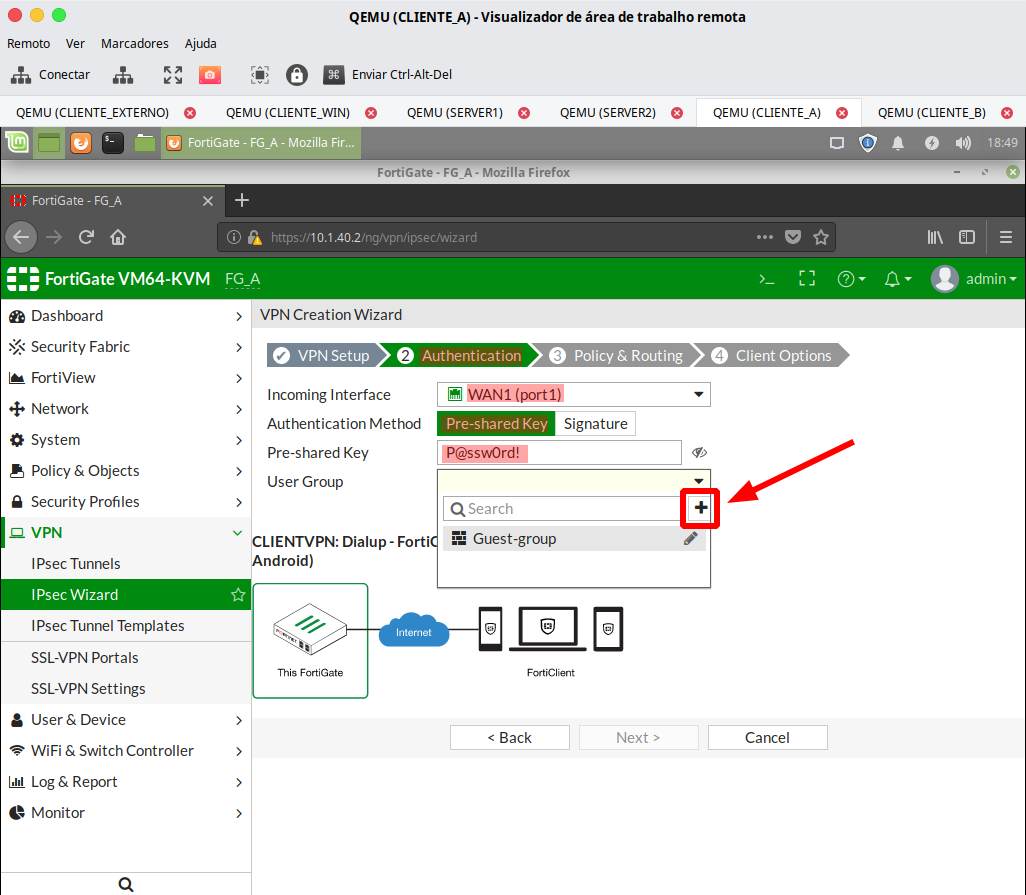 QEMU (CLIENTE_A) - Visualizador de área de trabalho remota
Remoto Ver Marcadores Ajuda
Conectar Enviar Ctrl-Alt-Del
QEMU (CLIENTE_EXTERNO) QEMU (CLIENTE_WIN) QEMU (SERVER1) QEMU (SERVER2) QEMU (CLIENTE_A) QEMU (CLIENTE_B)
FortiGate - FG_A - Mozilla Fir... 18:49
FortiGate - FG_A - Mozilla Firefox
FortiGate - FG_A
https://10.1.40.2/ng/vpn/ipsec/wizard
FortiGate VM64-KVM FG_A >_ admin
Dashboard
Security Fabric
FortiView
Network
System
Policy & Objects
Security Profiles
VPN
IPsec Tunnels
IPsec Wizard
IPsec Tunnel Templates
SSL-VPN Portals
SSL-VPN Settings
User & Device
WiFi & Switch Controller
Log & Report
Monitor
VPN Creation Wizard
VPN Setup 2 Authentication 3 Policy & Routing 4 Client Options
Incoming Interface WAN1 (port1)
Authentication Method Pre-shared Key Signature
Pre-shared Key P@ssw0rd!
User Group
Search
Guest-group
CLIENTVPN: Dialup - FortiC
Android)
Internet
This FortiGate FortiClient
< Back Next > Cancel